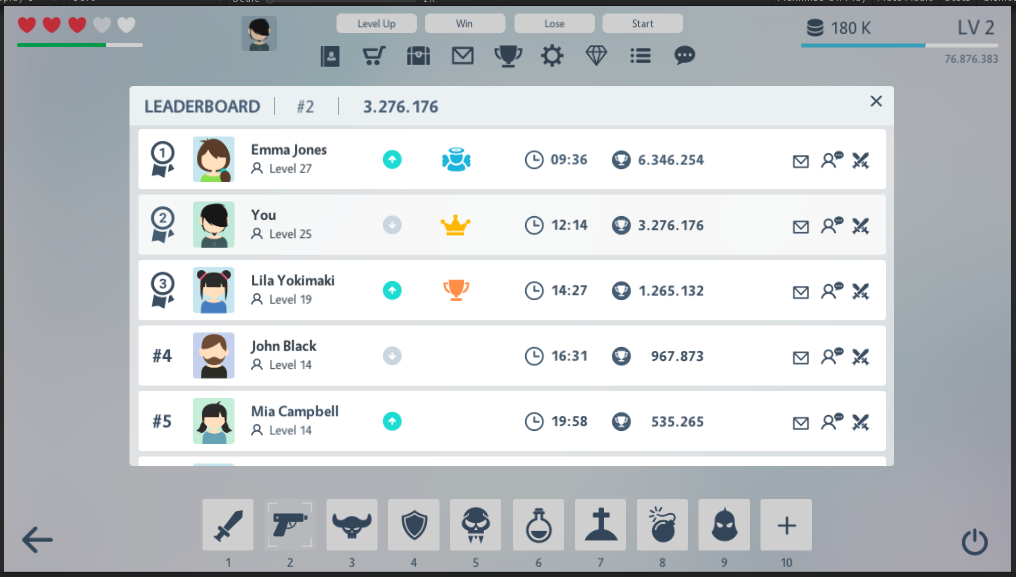 Scale
1x
Level Up
Win
Lose
Start
180 K
LV 2
76.876.383
LEADERBOARD #2 3.276.176
1
Emma Jones
Level 27
09:36
6.346.254
2
You
Level 25
12:14
3.276.176
3
Lila Yokimaki
Level 19
14:27
1.265.132
#4
John Black
Level 14
16:31
967.873
#5
Mia Campbell
Level 14
19:58
535.265
1
2
3
4
5
6
7
8
9
10